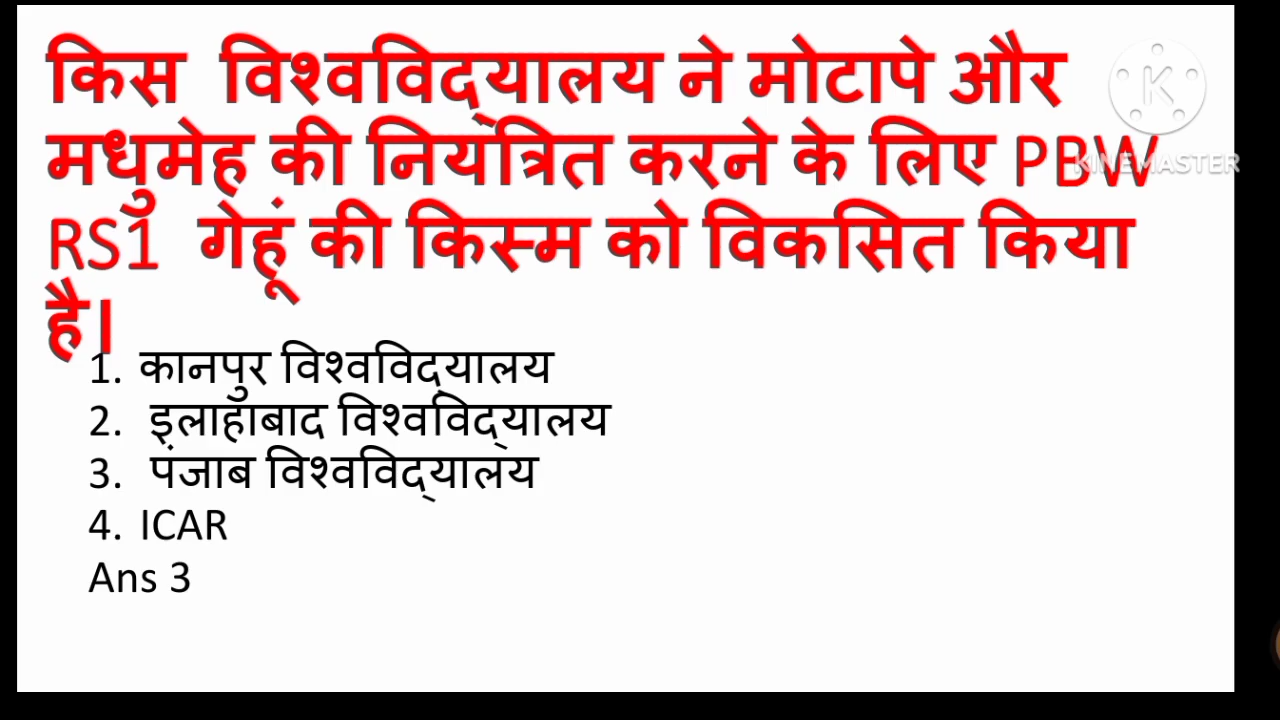 किस विश्वविद्यालय ने मोटापे और
मधुमेह की नियंत्रित करने के लिए PBW
KINEMASTER
RS1 गेहूं की किस्म को विकसित किया
है।
1. कानपुर विश्वविद्यालय
2. इलाहाबाद विश्वविद्यालय
3. पंजाब विश्वविद्यालय
4. ICAR
Ans 3